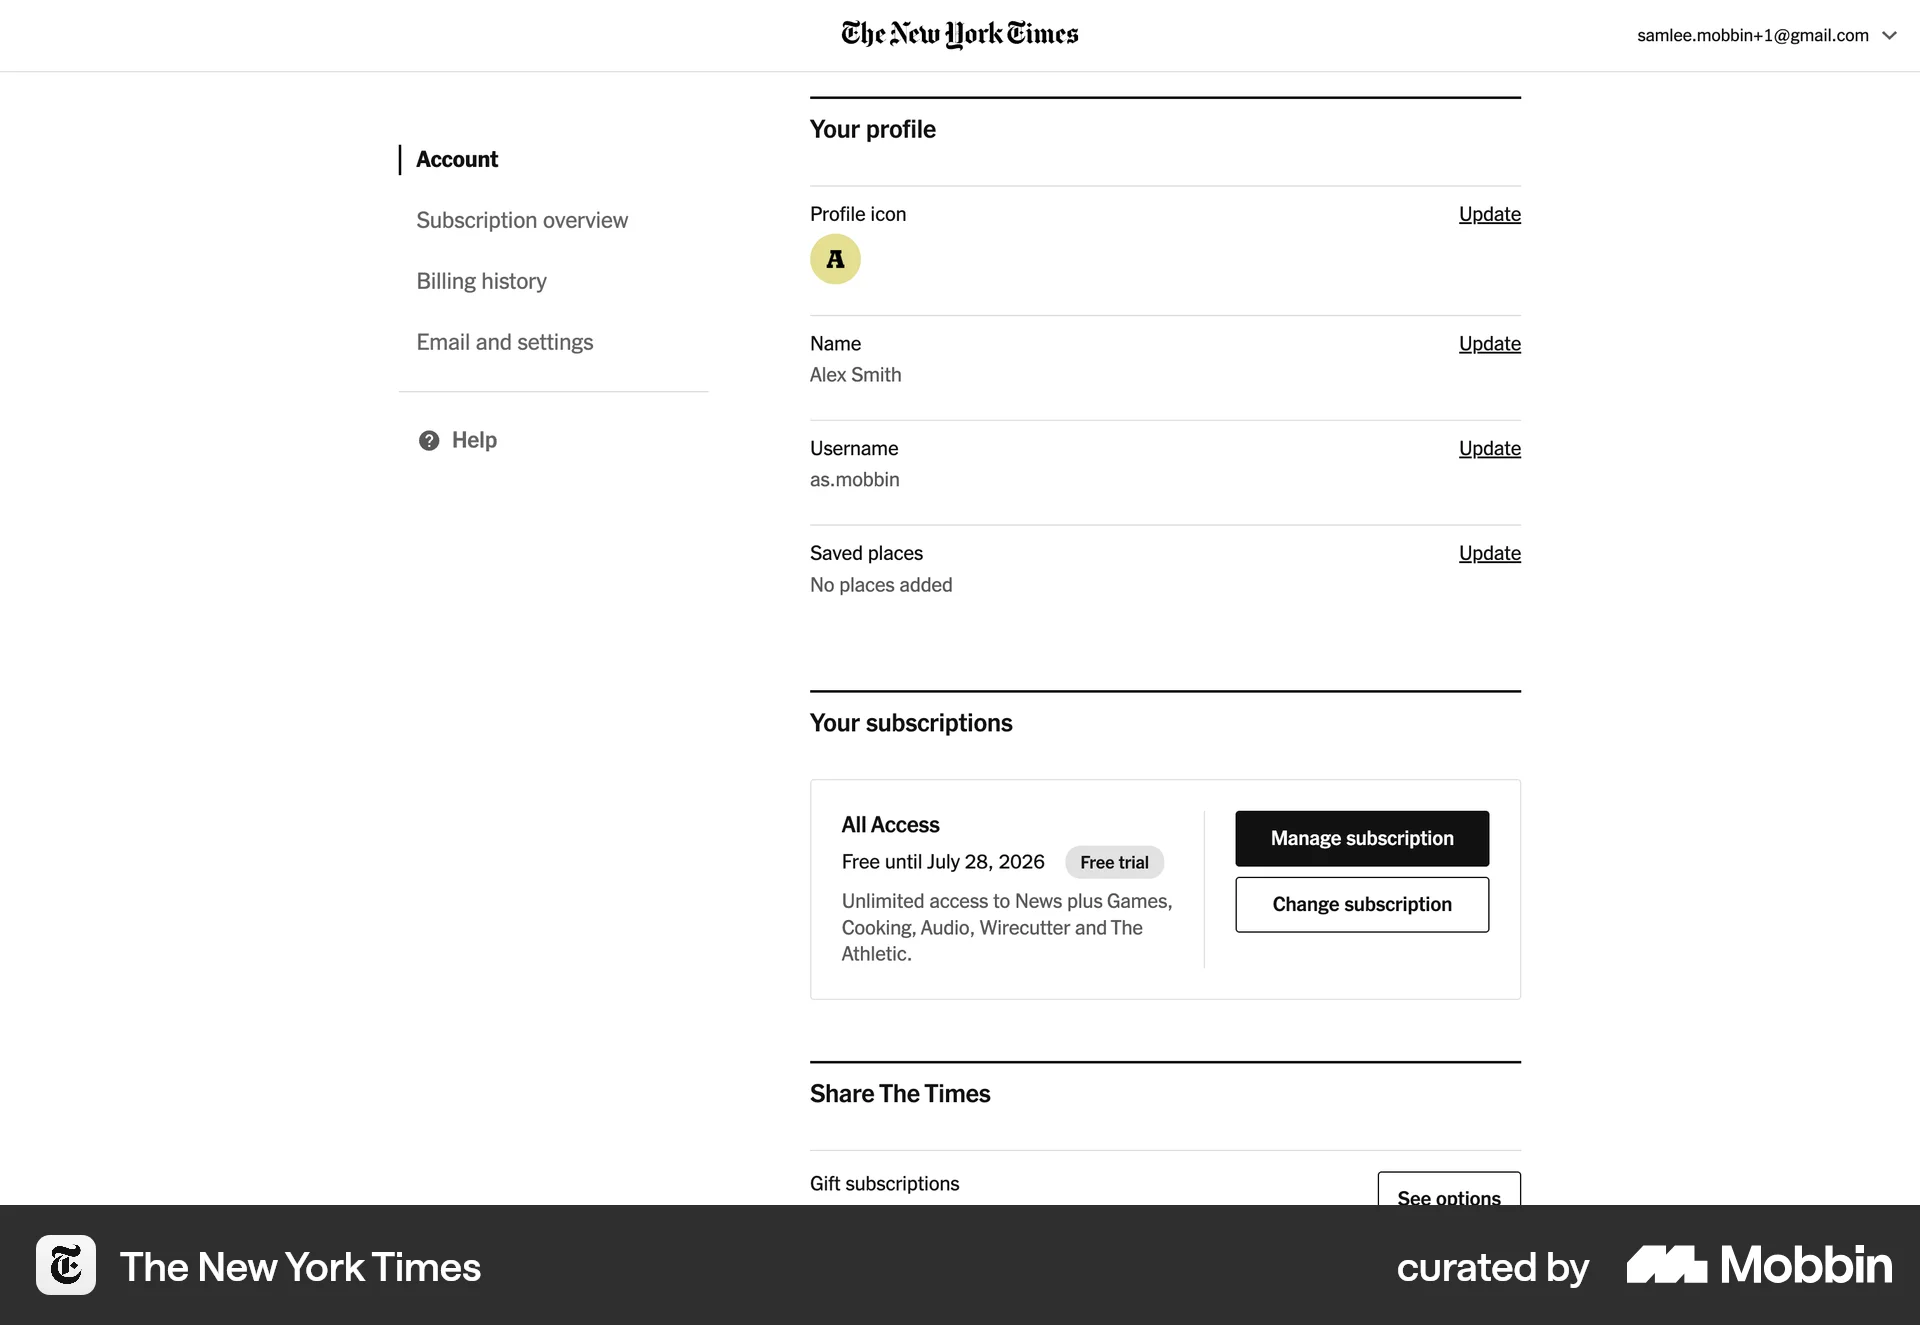 The New York Times
samlee.mobbin+1@gmail.com
Account
Subscription overview
Billing history
Email and settings
Help
Your profile
Profile icon
Update
A
Name
Update
Alex Smith
Username
Update
as.mobbin
Saved places
Update
No places added
Your subscriptions
All Access
Free until July 28, 2026 Free trial
Unlimited access to News plus Games,
Cooking, Audio, Wirecutter and The
Athletic.
Manage subscription
Change subscription
Share The Times
Gift subscriptions
See options
The New York Times
curated by Mobbin